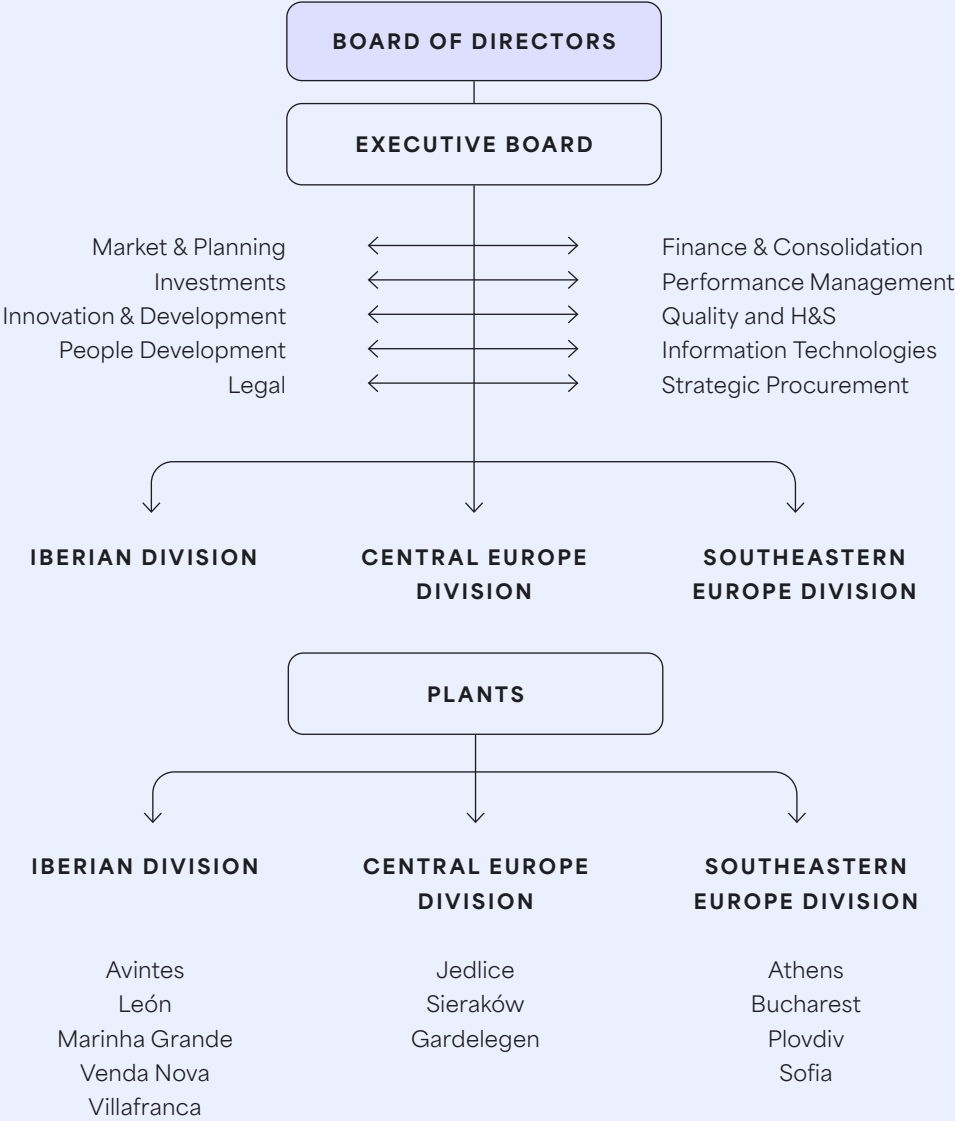 BOARD OF DIRECTORS
EXECUTIVE BOARD
Market & Planning
Investments
Innovation & Development
People Development
Legal
Finance & Consolidation
Performance Management
Quality and H&S
Information Technologies
Strategic Procurement
IBERIAN DIVISION
CENTRAL EUROPE
DIVISION
SOUTHEASTERN
EUROPE DIVISION
PLANTS
IBERIAN DIVISION
CENTRAL EUROPE
DIVISION
SOUTHEASTERN
EUROPE DIVISION
Avintes
León
Marinha Grande
Venda Nova
Villafranca
Jedlice
Sieraków
Gardelegen
Athens
Bucharest
Plovdiv
Sofia